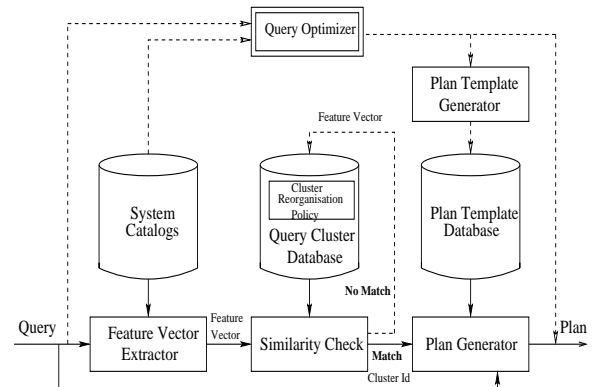 Query Optimizer
Plan Template
Generator
Feature Vector
Cluster
Reorganisation
Policy
System
Catalogs
Query Cluster
Database
Plan Template
Database
No Match
Query
Feature Vector
Extractor
Feature
Vector
Similarity Check
Match
Cluster Id
Plan Generator
Plan